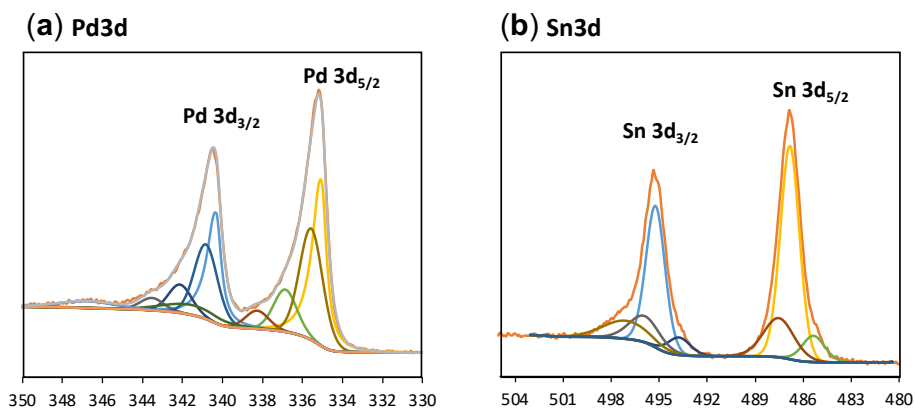 (a) Pd3d
Pd 3d5/2
Pd 3d3/2
350 348 346 344 342 340 338 336 334 332 330
(b) Sn3d
Sn 3d5/2
Sn 3d3/2
504 501 498 495 492 489 486 483 480